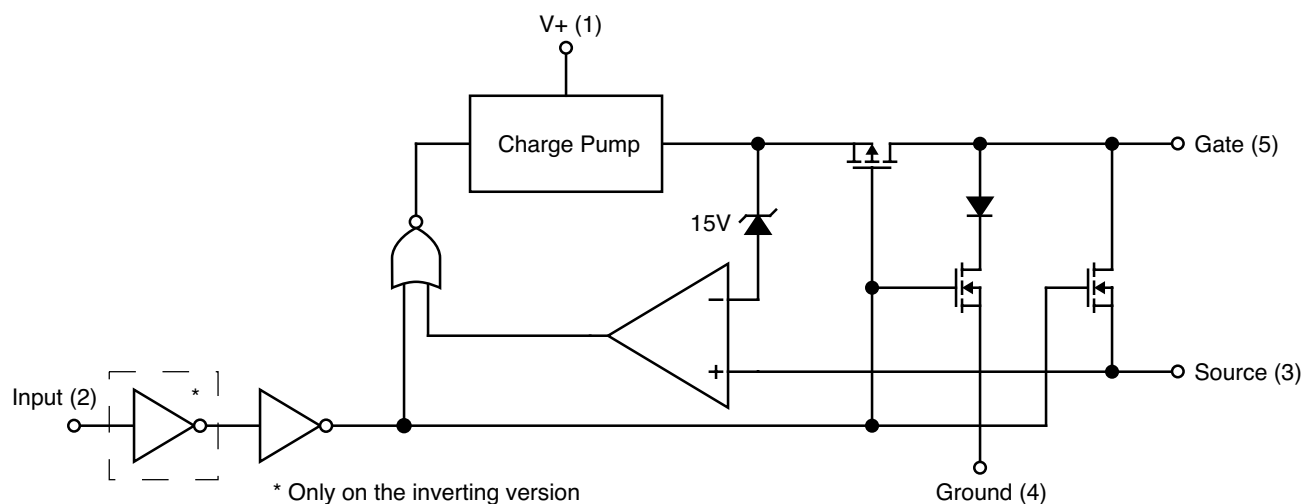 V+ (1)
Charge Pump
Gate (5)
15V
–
+
Source (3)
Input (2)
*
* Only on the inverting version
Ground (4)